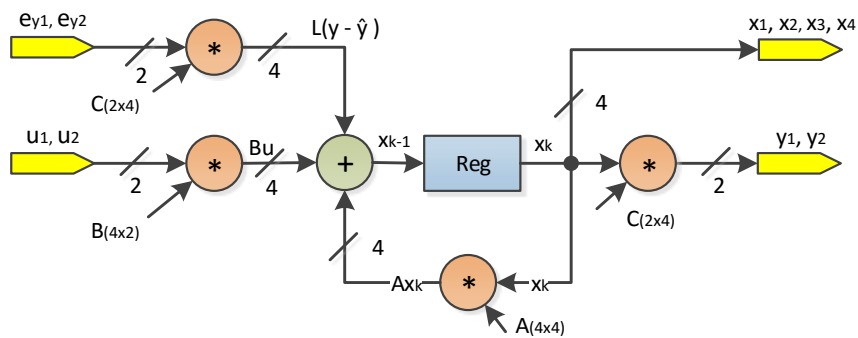 ey1, ey2
*
2
4
C(2x4)
L(y - ŷ )
x1, x2, x3, x4
4
u1, u2
*
2
Bu
4
B(4x2)
+
xk-1
Reg
xk
*
2
C(2x4)
y1, y2
4
Axk
*
xk
A(4x4)